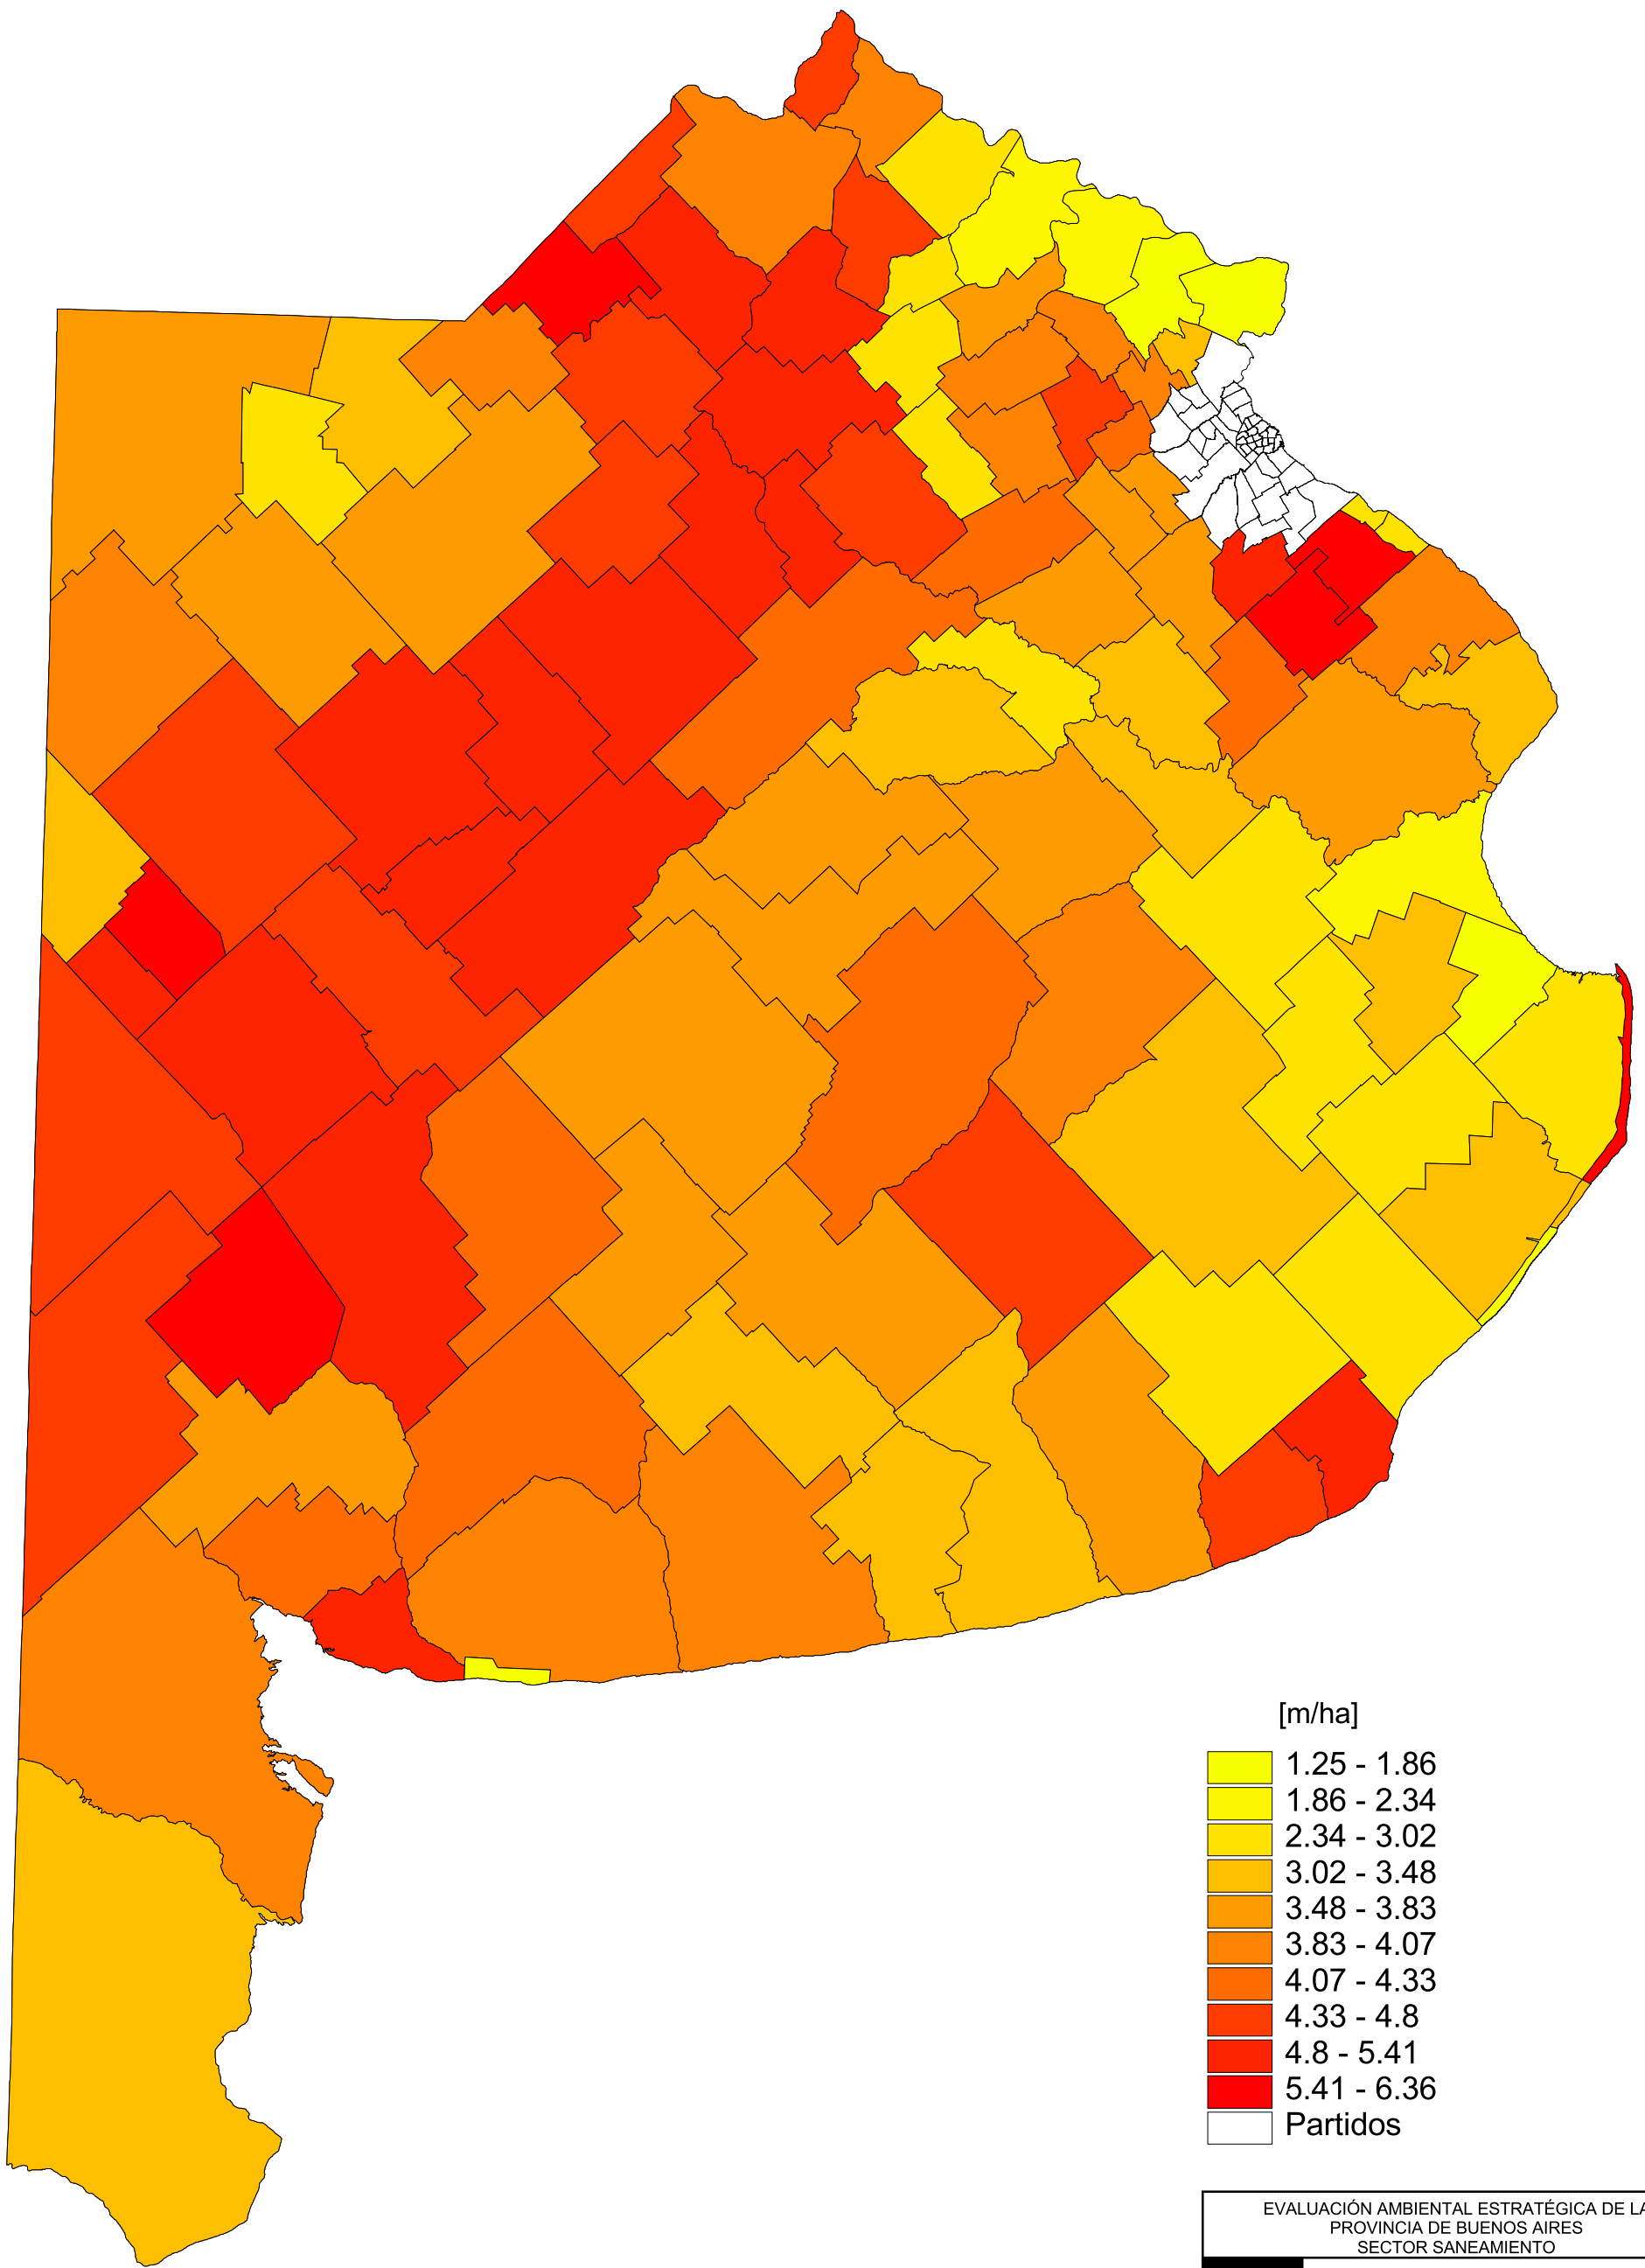 [m/ha]
1.25 - 1.86
1.86 - 2.34
2.34 - 3.02
3.02 - 3.48
3.48 - 3.83
3.83 - 4.07
4.07 - 4.33
4.33 - 4.8
4.8 - 5.41
5.41 - 6.36
Partidos
EVALUACIÓN AMBIENTAL ESTRATÉGICA DE LA
PROVINCIA DE BUENOS AIRES
SECTOR SANEAMIENTO